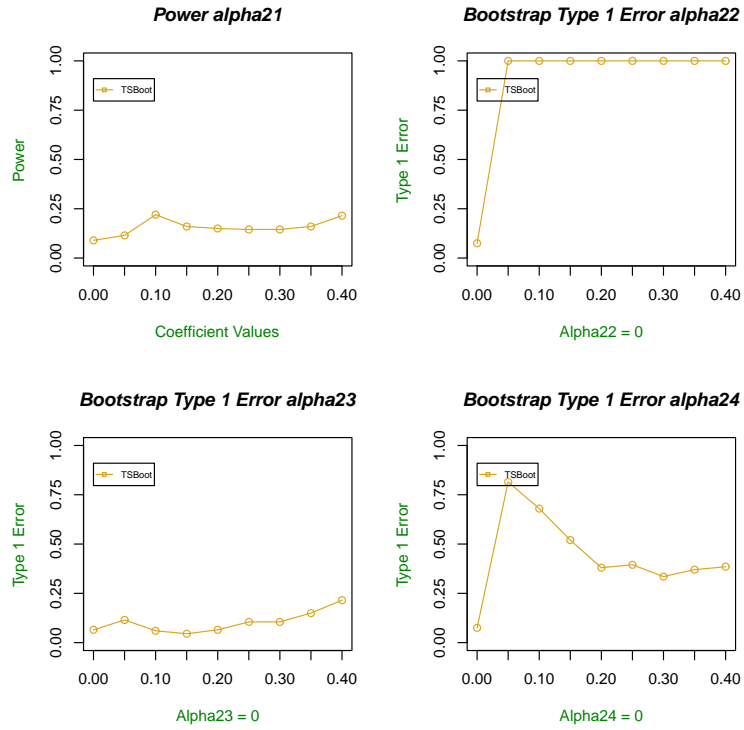 Power alpha21
Bootstrap Type 1 Error alpha22
Power
1.00
0.75
0.50
0.25
0.00
TSBoot
0.00 0.10 0.20 0.30 0.40
Coefficient Values
Type 1 Error
1.00
0.75
0.50
0.25
0.00
TSBoot
0.00 0.10 0.20 0.30 0.40
Alpha22 = 0
Bootstrap Type 1 Error alpha23
Bootstrap Type 1 Error alpha24
Type 1 Error
1.00
0.75
0.50
0.25
0.00
TSBoot
0.00 0.10 0.20 0.30 0.40
Alpha23 = 0
Type 1 Error
1.00
0.75
0.50
0.25
0.00
TSBoot
0.00 0.10 0.20 0.30 0.40
Alpha24 = 0